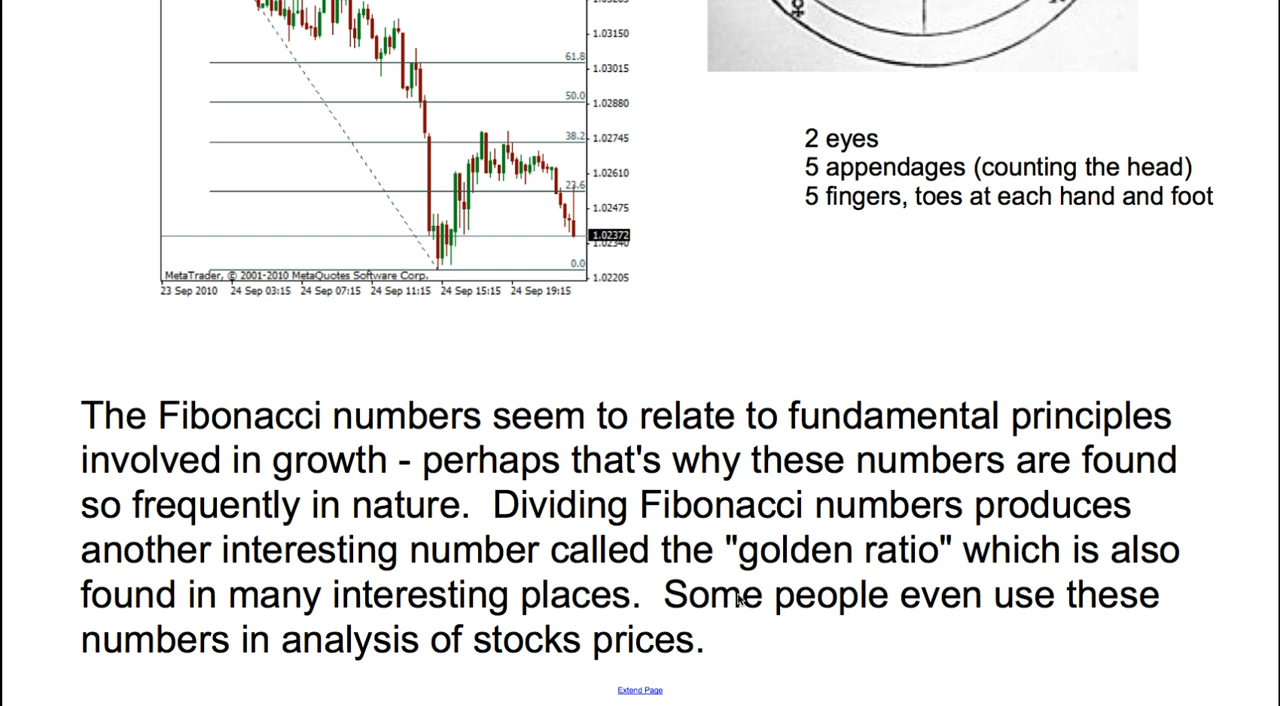 1.03150
61.8
1.03015
50.0
1.02880
38.2
1.02745
1.02610
23.6
1.02475
1.02372
1.02340
0.0
1.02205
MetaTrader, © 2001-2010 MetaQuotes Software Corp.
23 Sep 2010 24 Sep 03:15 24 Sep 07:15 24 Sep 11:15 24 Sep 15:15 24 Sep 19:15
2 eyes
5 appendages (counting the head)
5 fingers, toes at each hand and foot
The Fibonacci numbers seem to relate to fundamental principles
involved in growth - perhaps that's why these numbers are found
so frequently in nature.  Dividing Fibonacci numbers produces
another interesting number called the "golden ratio" which is also
found in many interesting places.  Some people even use these
numbers in analysis of stocks prices.
Extend Page